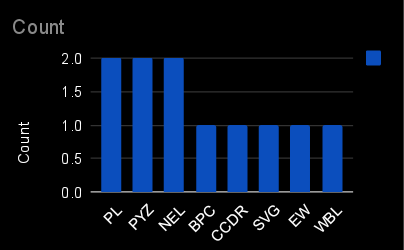 Count
Count
2.0
1.5
1.0
0.5
0.0
PL
PYZ
NEL
BPC
CCDR
SVG
EW
WBL